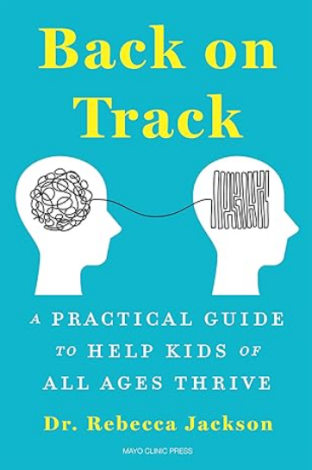 Back on
Track
A PRACTICAL GUIDE
TO HELP KIDS OF
ALL AGES THRIVE
Dr. Rebecca Jackson
MAYO CLINIC PRESS